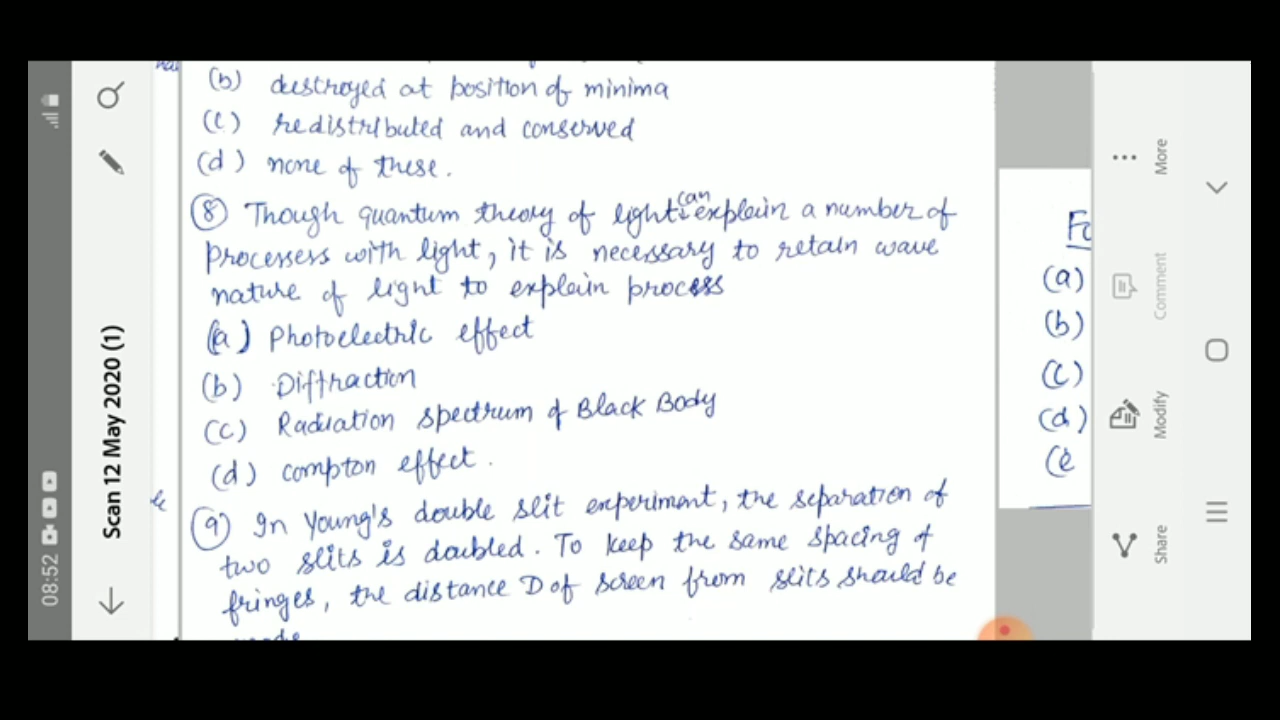 (b) destroyed at position of minima
(c) redistributed and conserved
(d) none of these.
(8) Though quantum theory of light can explain a number of
processess with light, it is necessary to retain wave
nature of light to explain process
(a) Photoelectric effect
(b) Diffraction
(c) Radiation spectrum of Black Body
(d) compton effect.
(9) In Young's double slit experiment, the separation of
two slits is doubled. To keep the same spacing of
fringes, the distance D of screen from slits should be
(a)
(b)
(c)
(d)
(e
More
Comment
Modify
Share
Scan 12 May 2020 (1)
08:52